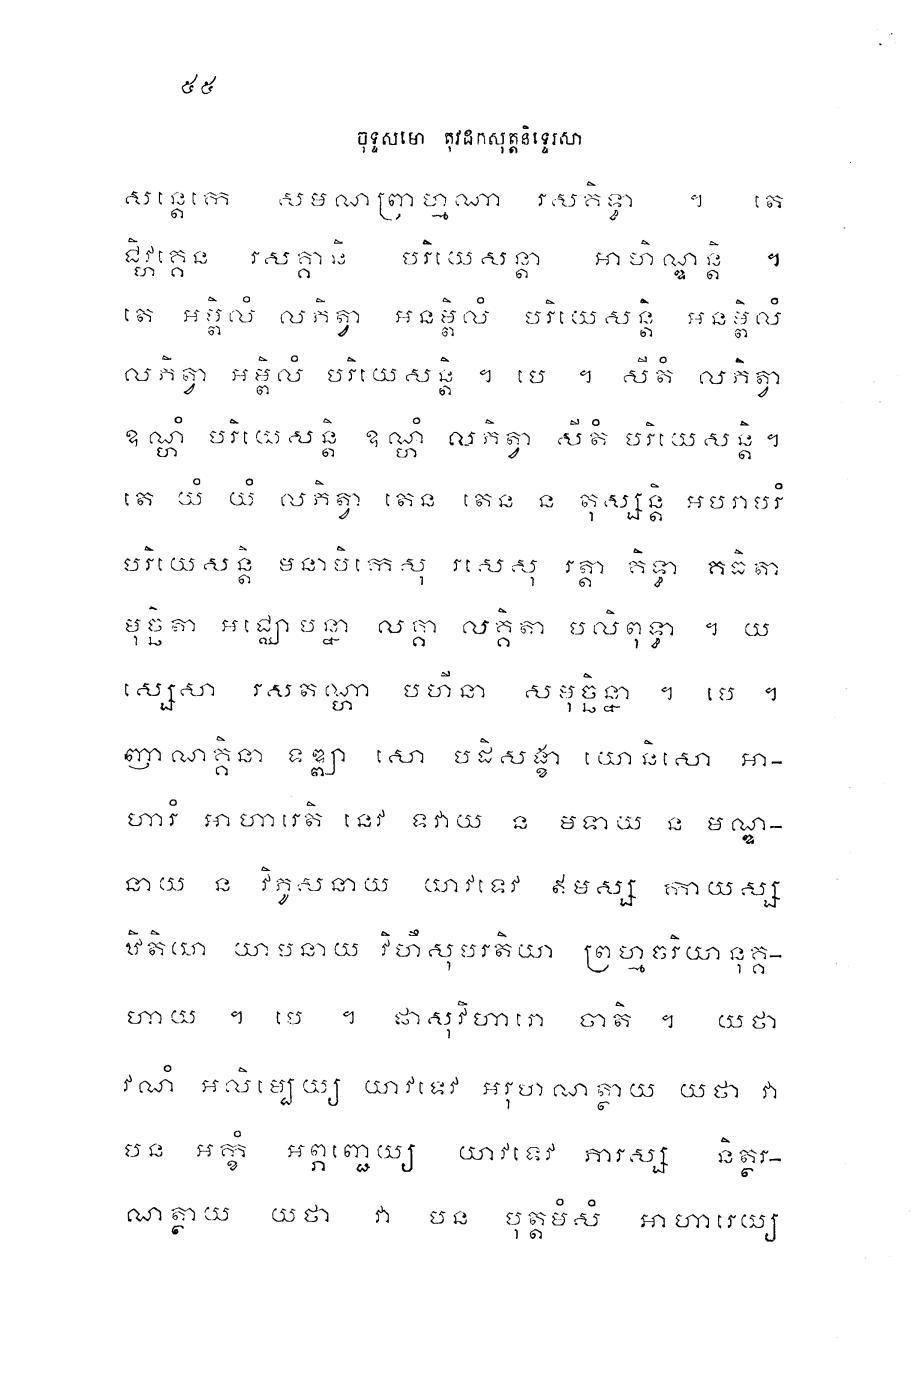 ៥៥
ចុទ្ទសមោ តុវដកសុត្តនិទ្ទេរសា
សន្តេកេ សមណព្រាហ្មណា រសគិទ្ធា ។ តេ
ជិវ្ហគ្គេន រសគ្គានិ បរិយេសន្តា អាហិណ្ឌន្តិ ។
តេ អម្ពិលំ លភិត្វា អនម្ពិលំ បរិយេសន្តិ អនម្ពិលំ
លភិត្វា អម្ពិលំ បរិយេសន្តិ ។ បេ ។ សីតំ លភិត្វា
ឧណ្ហំ បរិយេសន្តិ ឧណ្ហំ លភិត្វា សីតំ បរិយេសន្តិ ។
តេ យំ យំ លភិត្វា តេន តេន ន តុស្សន្តិ អបរាបរំ
បរិយេសន្តិ មនាបិកេសុ រសេសុ រត្តា គិទ្ធា គធិតា
មុច្ឆិតា អជ្ឈោបន្នា លគ្គា លគ្គិតា បលិពុទ្ធា ។ យ
ស្សេសា រសតណ្ហា បហីនា សមុច្ឆិន្នា ។ បេ ។
ញាណគ្គិនា ទឌ្ឍា សោ បដិសង្ខា យោនិសោ អា-
ហារំ អាហារេតិ នេវ ទវាយ ន មទាយ ន មណ្ឌ-
នាយ ន វិភូសនាយ យាវទេវ ឥមស្ស កាយស្ស
ឋិតិយា យាបនាយ វិហឹសុបរតិយា ព្រហ្មចរិយានុគ្គ-
ហាយ ។ បេ ។ ផាសុវិហារោ ចាតិ ។ យថា
វណំ អលិម្បេយ្យ យាវទេវ អរុហណត្ថាយ យថា វា
បន អក្ខំ អព្ភញ្ជេយ្យ យាវទេវ ភារស្ស និត្ថរ-
ណត្ថាយ យថា វា បន បុត្តមំសំ អាហារេយ្យ